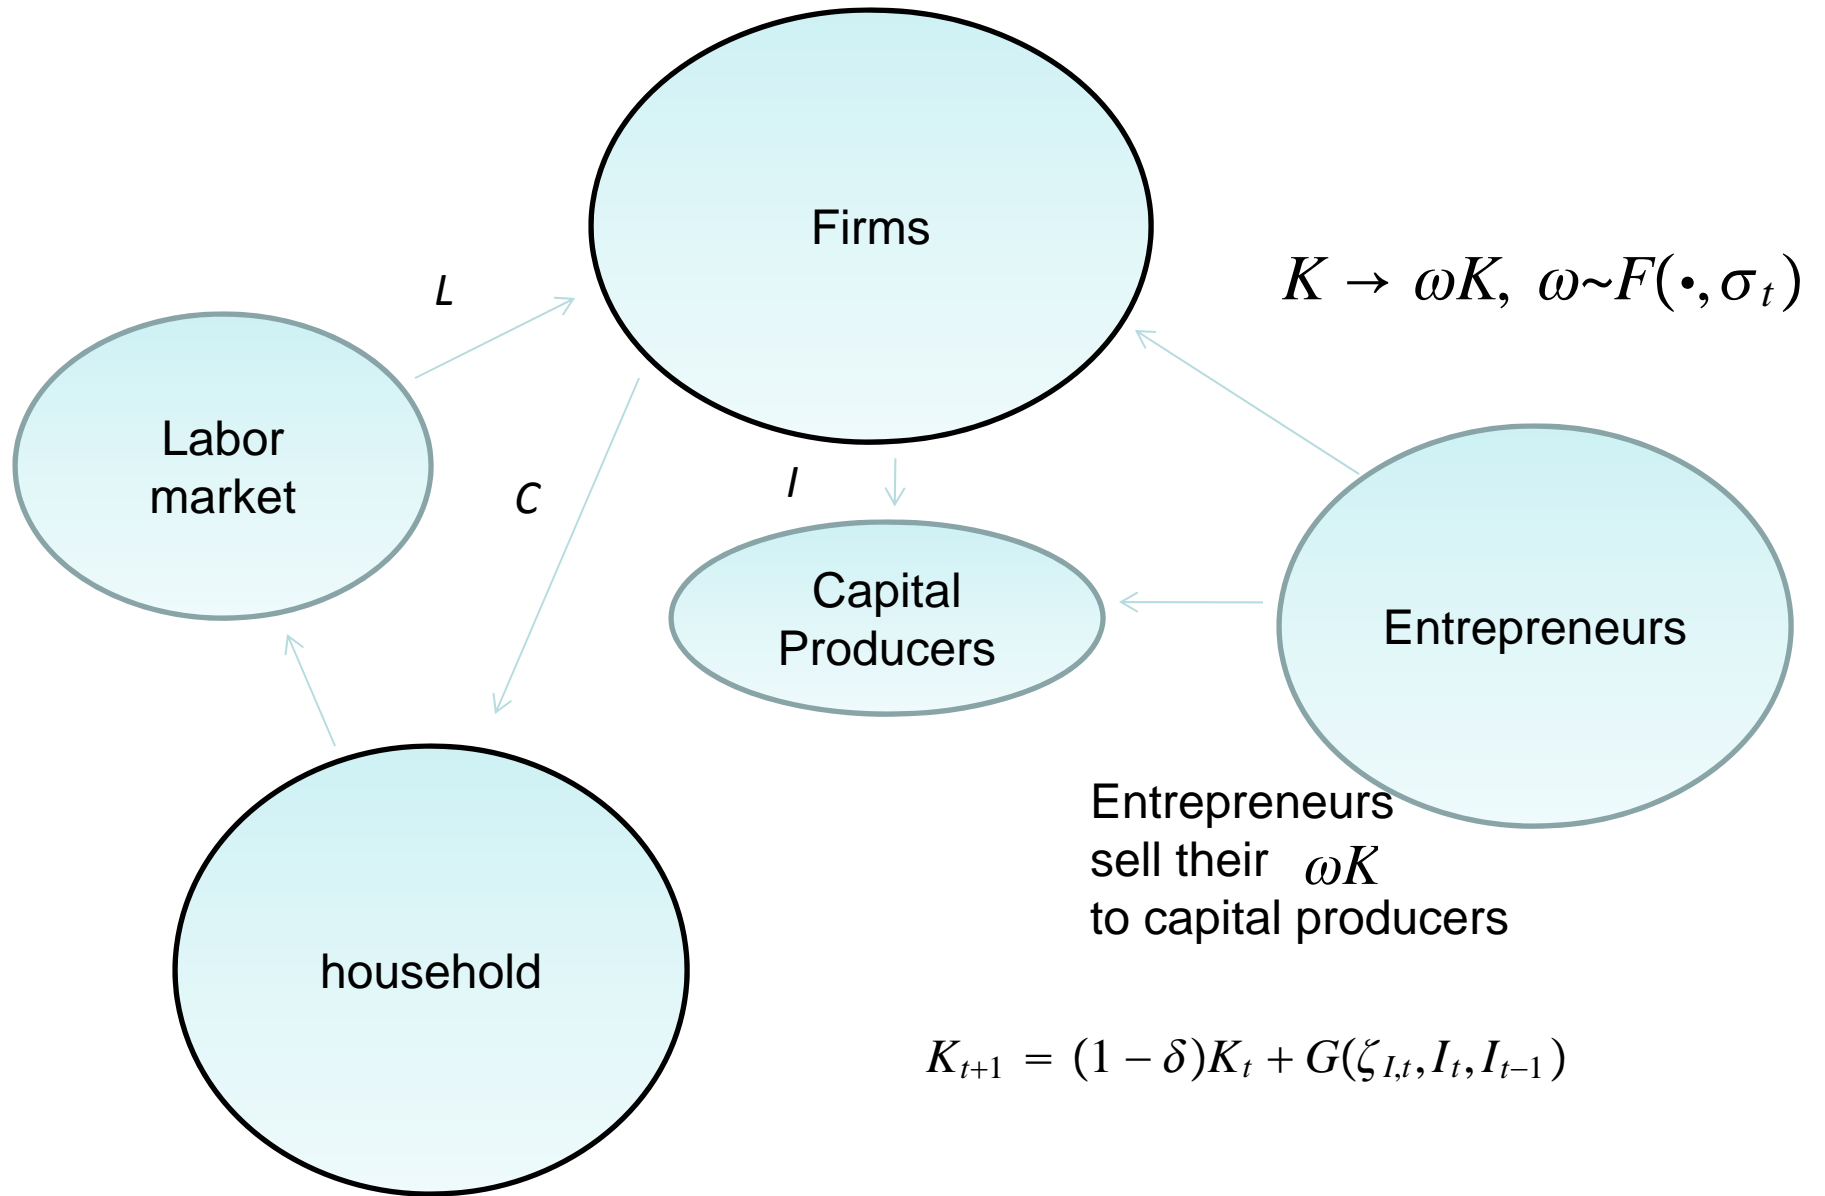 Firms
K → ωK, ω~F(•, σ_t)
L
Labor
market
C
I
Capital
Producers
Entrepreneurs
Entrepreneurs
sell their ωK
to capital producers
household
K_{t+1} = (1 − δ)K_t + G(ζ_{I,t}, I_t, I_{t−1})